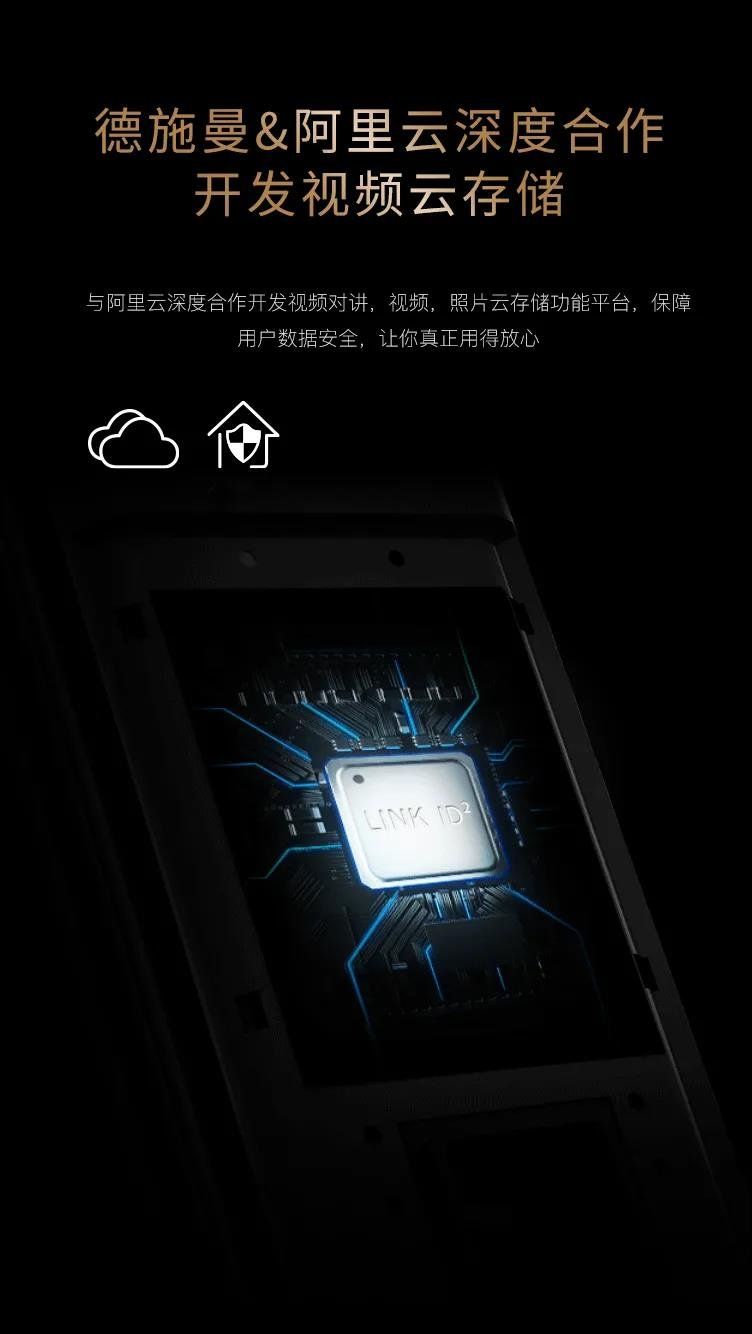 德施曼&阿里云深度合作
开发视频云存储
与阿里云深度合作开发视频对讲，视频，照片云存储功能平台，保障
用户数据安全，让你真正用得放心
LINK ID²